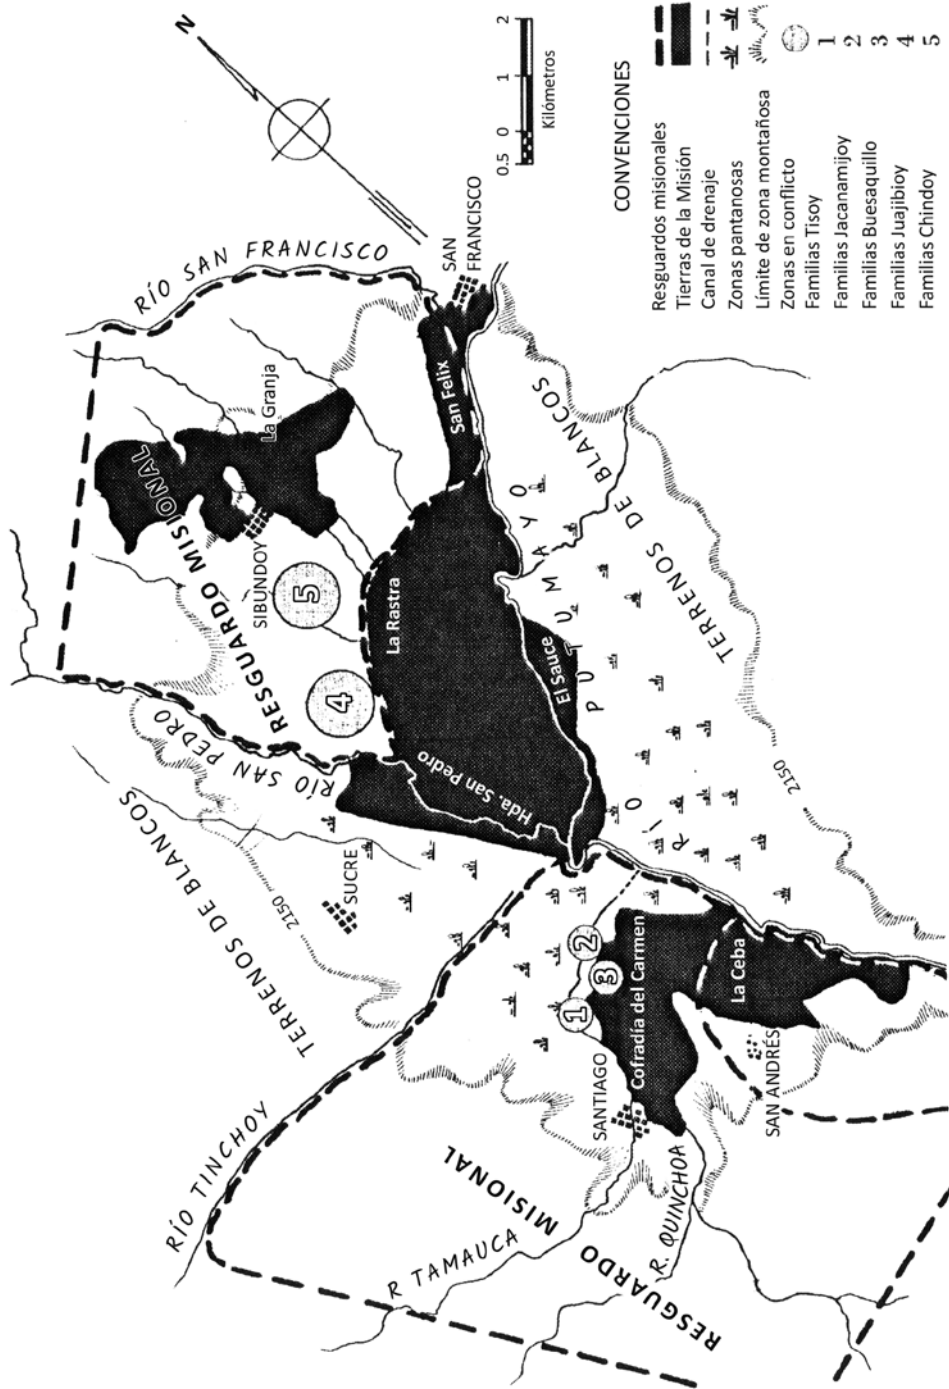 N
RÍO SAN FRANCISCO
SAN
FRANCISCO
0.5 0 1 2
Kilómetros
CONVENCIONES
Resguardos misionales
Tierras de la Misión
Canal de drenaje
Zonas pantanosas
Límite de zona montañosa
Zonas en conflicto
Familias Tisoy 1
Familias Jacanamijoy 2
Familias Buesaquillo 3
Familias Juajibioy 4
Familias Chindoy 5
La Granja
San Felix
SIBUNDOY
RESGUARDO MISIONAL
5
4
La Rastra
El Sauce
Hda. San Pedro
RÍO SAN PEDRO
RÍO PUTUMAYO
TERRENOS DE BLANCOS
TERRENOS DE BLANCOS
2150
2150
SUCRE
RÍO TINCHOY
1
2
3
SANTIAGO
Cofradía del Carmen
La Ceba
SAN ANDRÉS
R TAMAUCA
R. QUINCHOA
RESGUARDO MISIONAL